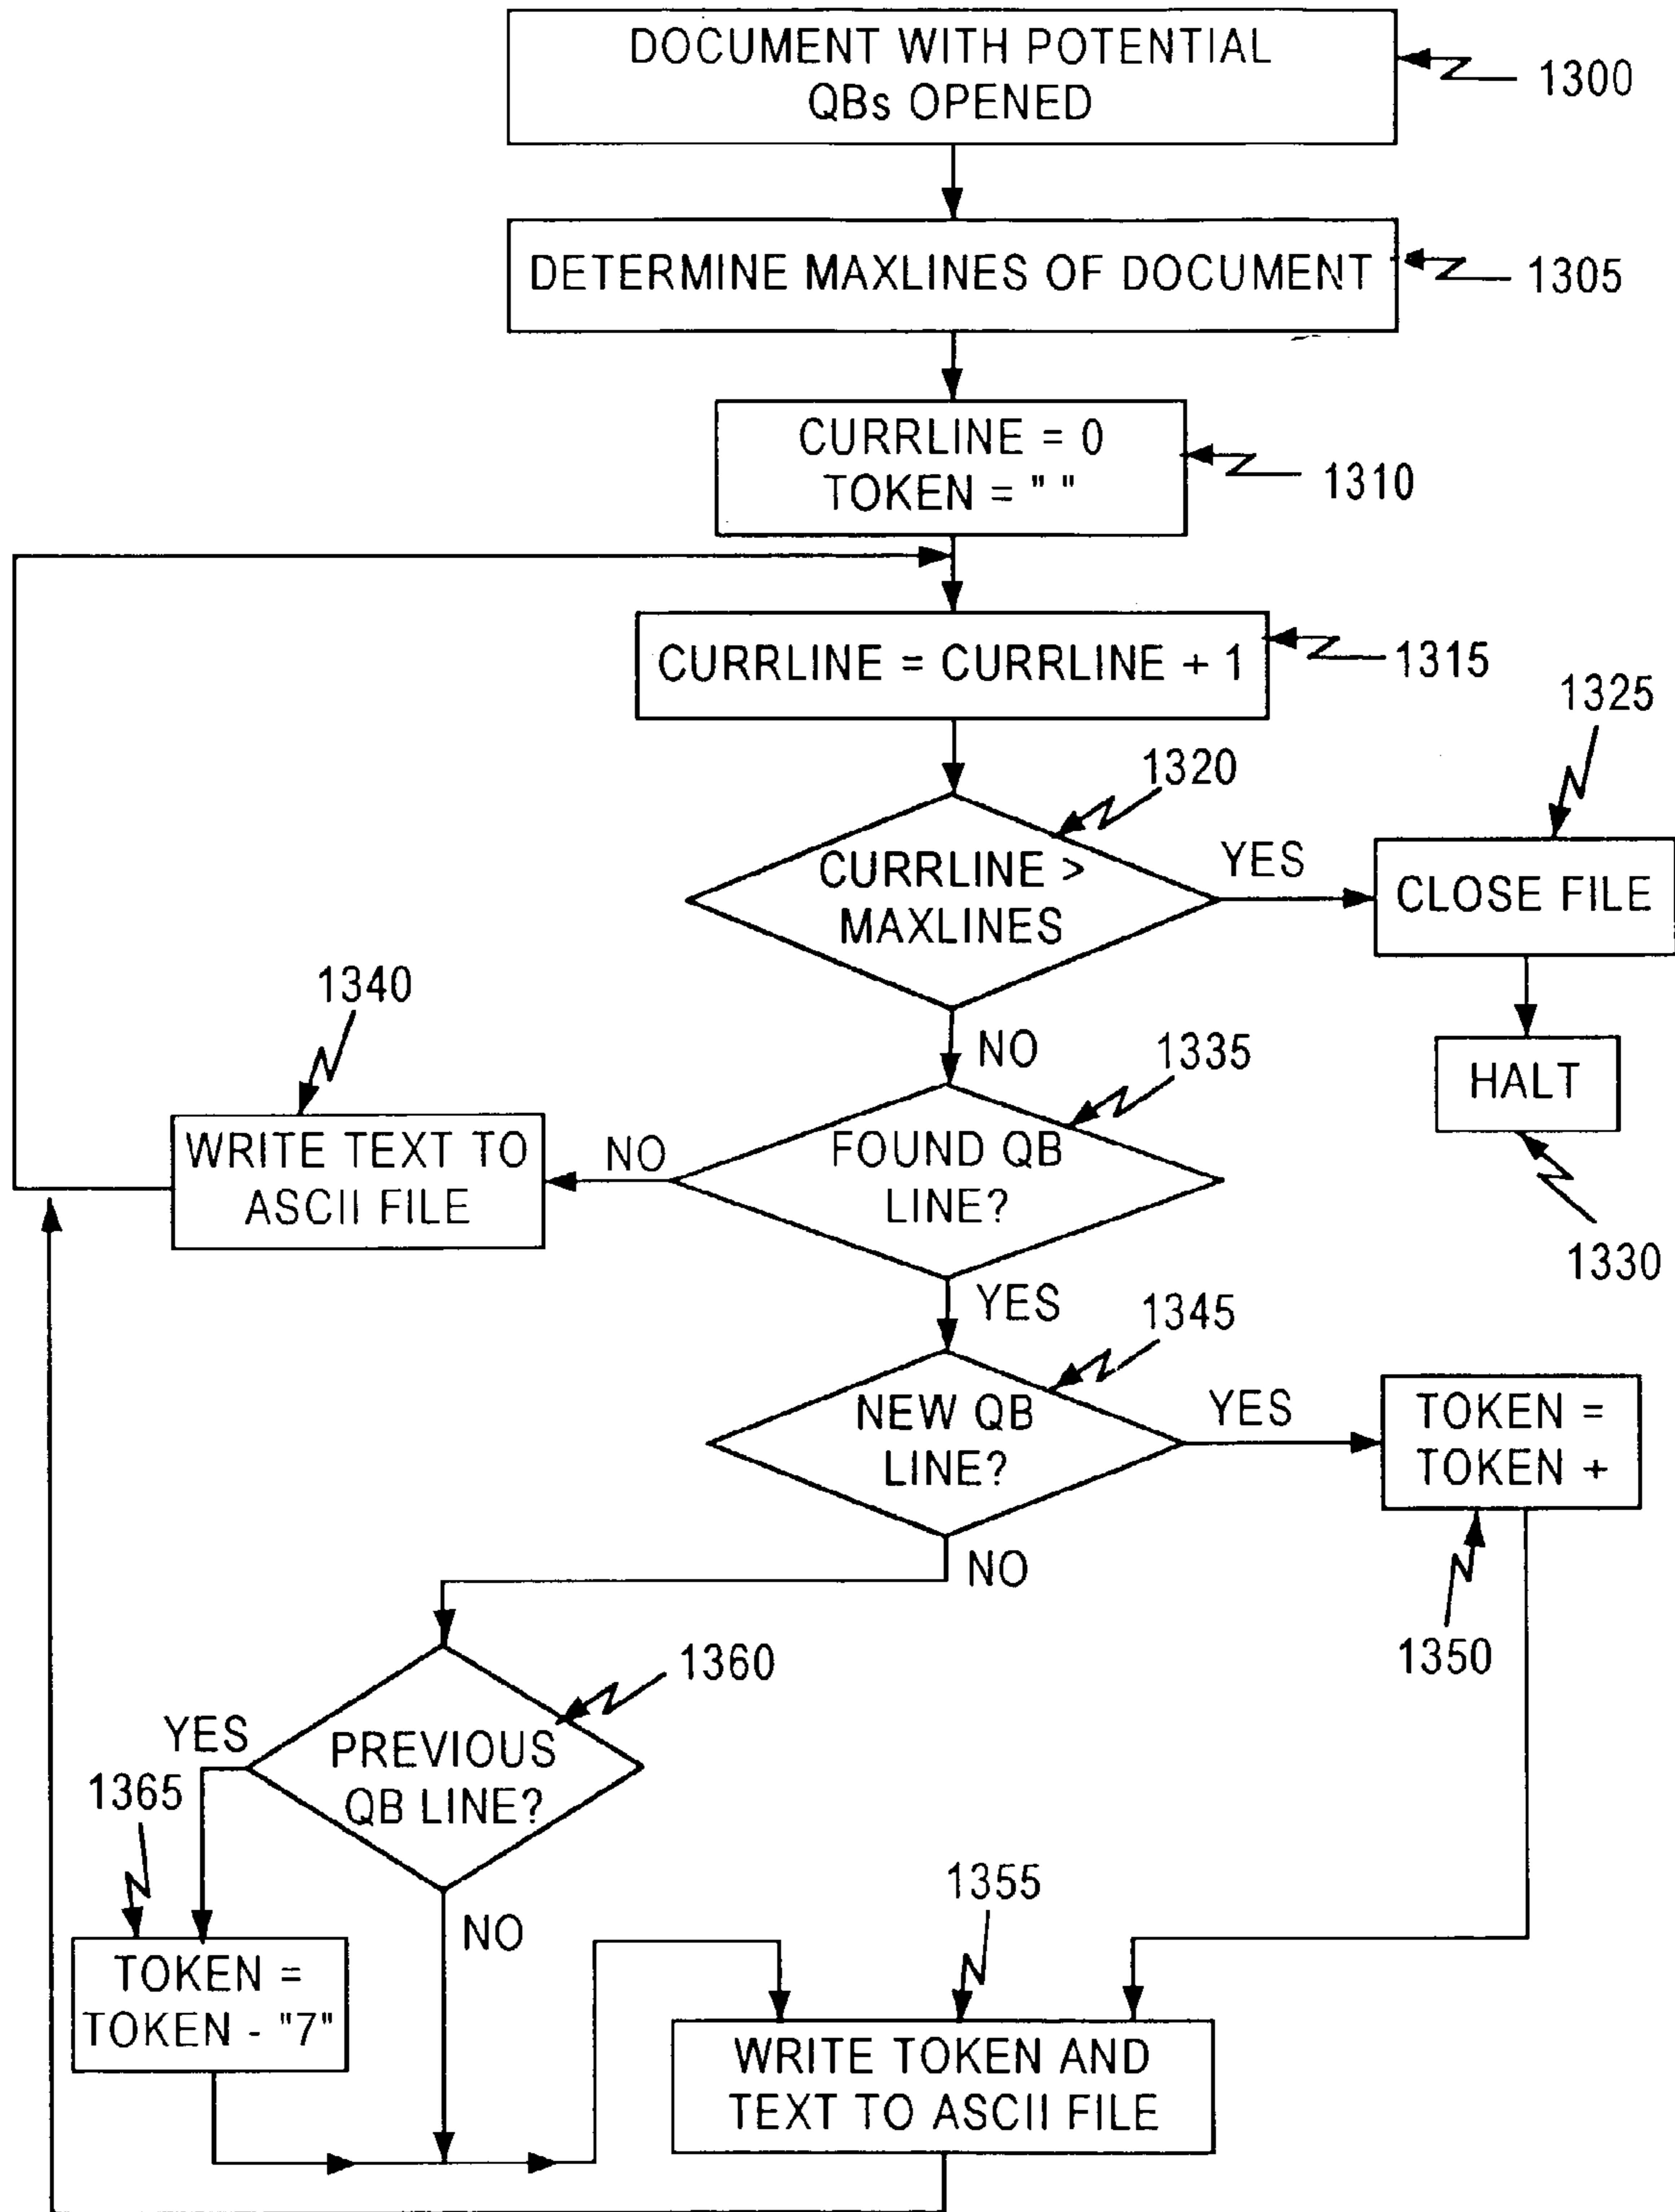 DOCUMENT WITH POTENTIAL
QBs OPENED
1300
DETERMINE MAXLINES OF DOCUMENT
1305
CURRLINE = 0
TOKEN = " "
1310
CURRLINE = CURRLINE + 1
1315
1325
1320
CURRLINE >
MAXLINES
YES
CLOSE FILE
1340
NO
1335
HALT
WRITE TEXT TO
ASCII FILE
NO
FOUND QB
LINE?
1330
YES
1345
NEW QB
LINE?
YES
TOKEN =
TOKEN +
NO
1350
1360
YES
PREVIOUS
QB LINE?
1365
1355
NO
TOKEN =
TOKEN - "7"
WRITE TOKEN AND
TEXT TO ASCII FILE